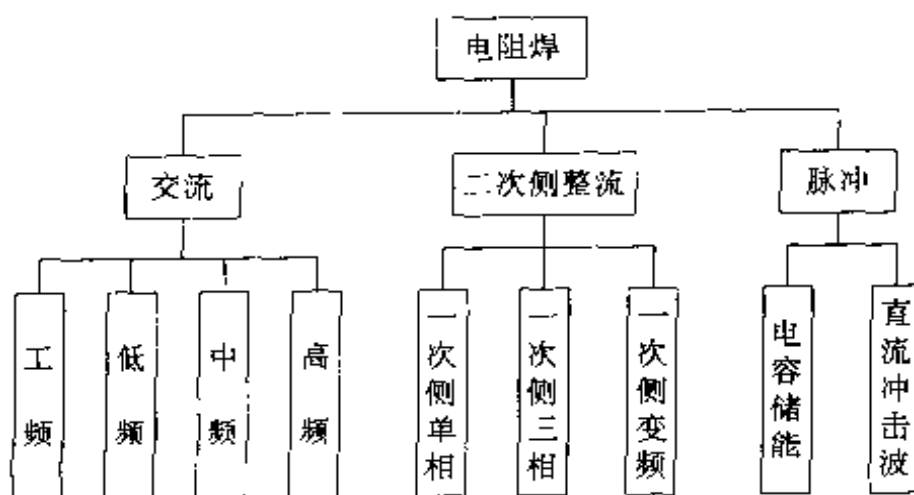 电阻焊
交流
二次侧整流
脉冲
工频
低频
中频
高频
一次侧单相
一次侧三相
一次侧变频
电容储能
直流冲击波